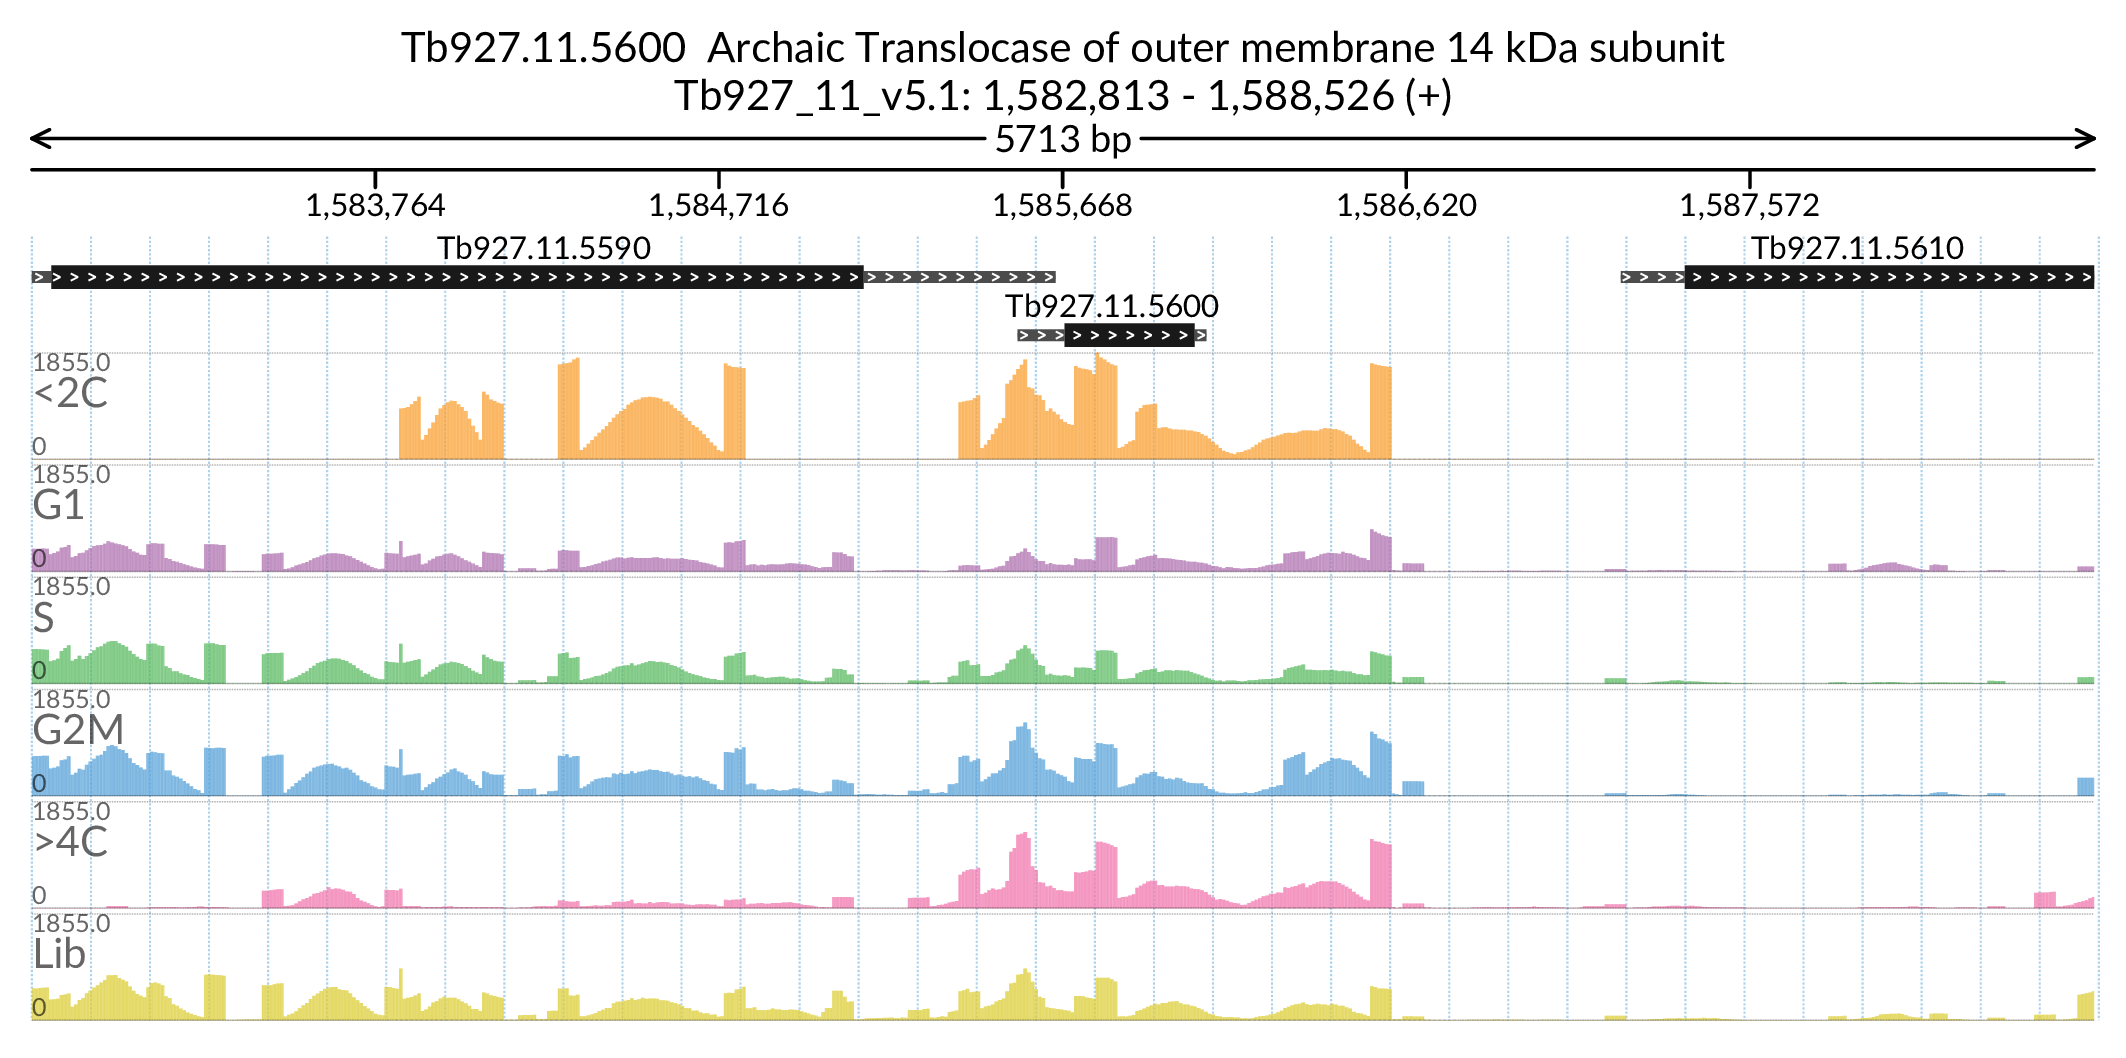 Tb927.11.5600  Archaic Translocase of outer membrane 14 kDa subunit
Tb927_11_v5.1: 1,582,813 - 1,588,526 (+)
5713 bp
1,583,764 1,584,716 1,585,668 1,586,620 1,587,572
Tb927.11.5590 Tb927.11.5610
Tb927.11.5600
1855.0
<2C
0
1855.0
G1
0
1855.0
S
0
1855.0
G2M
0
1855.0
>4C
0
1855.0
Lib
0